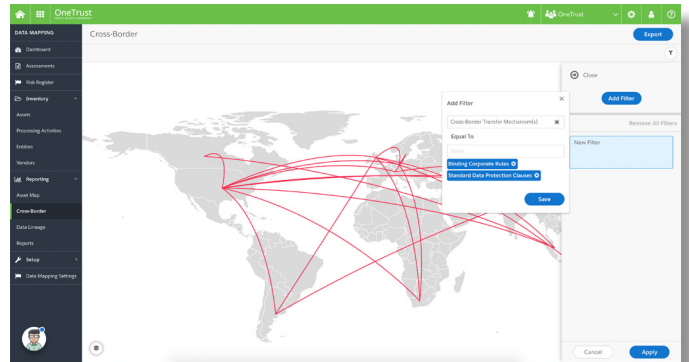 OneTrust
OneTrust
DATA MAPPING
Cross-Border
Export
Dashboard
Assessments
Risk Register
Inventory
Assets
Processing Activities
Entities
Vendors
Reporting
Asset Map
Cross-Border
Data Lineage
Reports
Setup
Data Mapping Settings
Close
Add Filter
Remove All Filters
New Filter
Add Filter
Cross-Border Transfer Mechanism(s)
Equal To
Value
Binding Corporate Rules
Standard Data Protection Clauses
Save
Cancel
Apply